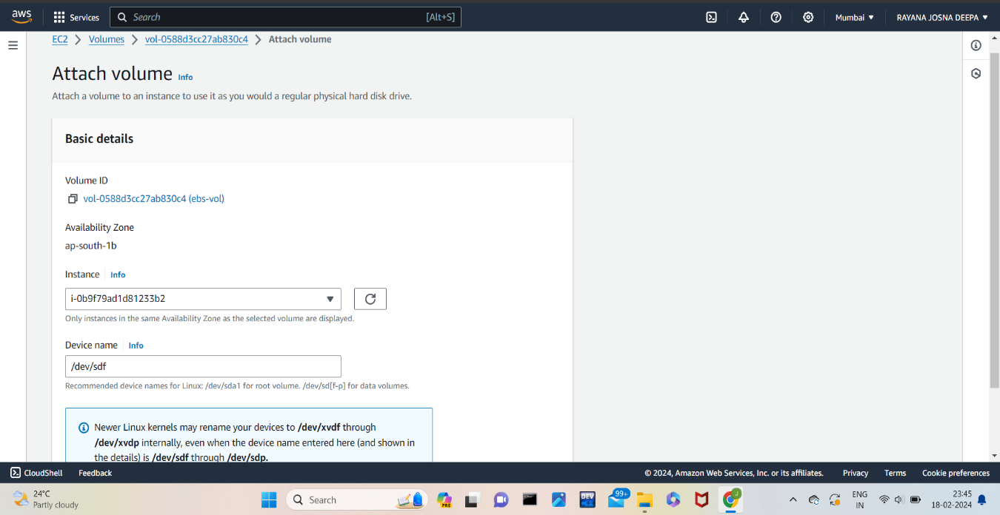 aws
Services
Search
[Alt+S]
Mumbai
RAYANA JOSNA DEEPA
EC2
Volumes
vol-0588d3cc27ab830c4
Attach volume
Attach volume Info
Attach a volume to an instance to use it as you would a regular physical hard disk drive.
Basic details
Volume ID
vol-0588d3cc27ab830c4 (ebs-vol)
Availability Zone
ap-south-1b
Instance Info
i-0b9f79ad1d81233b2
Only instances in the same Availability Zone as the selected volume are displayed.
Device name Info
/dev/sdf
Recommended device names for Linux: /dev/sda1 for root volume. /dev/sd[f-p] for data volumes.
Newer Linux kernels may rename your devices to /dev/xvdf through
/dev/xvdp internally, even when the device name entered here (and shown in
the details) is /dev/sdf through /dev/sdp.
CloudShell
Feedback
© 2024, Amazon Web Services, Inc. or its affiliates.
Privacy
Terms
Cookie preferences
24°C
Partly cloudy
Search
PRE
DEV
99+
J
ENG
IN
23:45
18-02-2024